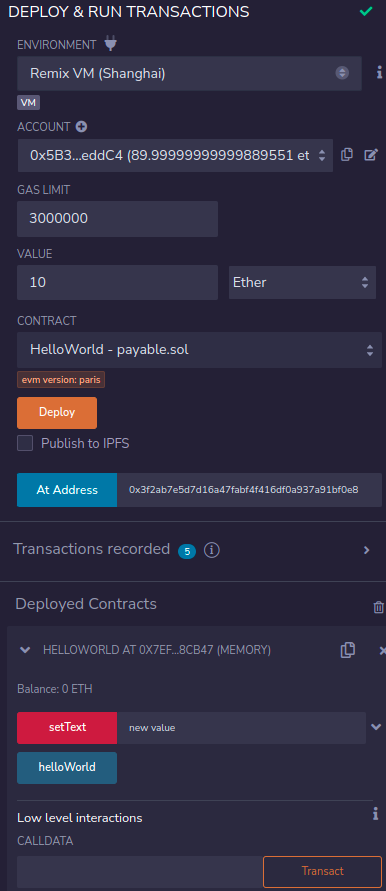 DEPLOY & RUN TRANSACTIONS
ENVIRONMENT
Remix VM (Shanghai)
VM
ACCOUNT
0x5B3...eddC4 (89.99999999999889551 et
GAS LIMIT
3000000
VALUE
10 Ether
CONTRACT
HelloWorld - payable.sol
evm version: paris
Deploy
Publish to IPFS
At Address 0x3f2ab7e5d7d16a47fabf4f416df0a937a91bf0e8
Transactions recorded 5
Deployed Contracts
HELLOWORLD AT 0X7EF...8CB47 (MEMORY)
Balance: 0 ETH
setText new value
helloWorld
Low level interactions
CALLDATA
Transact